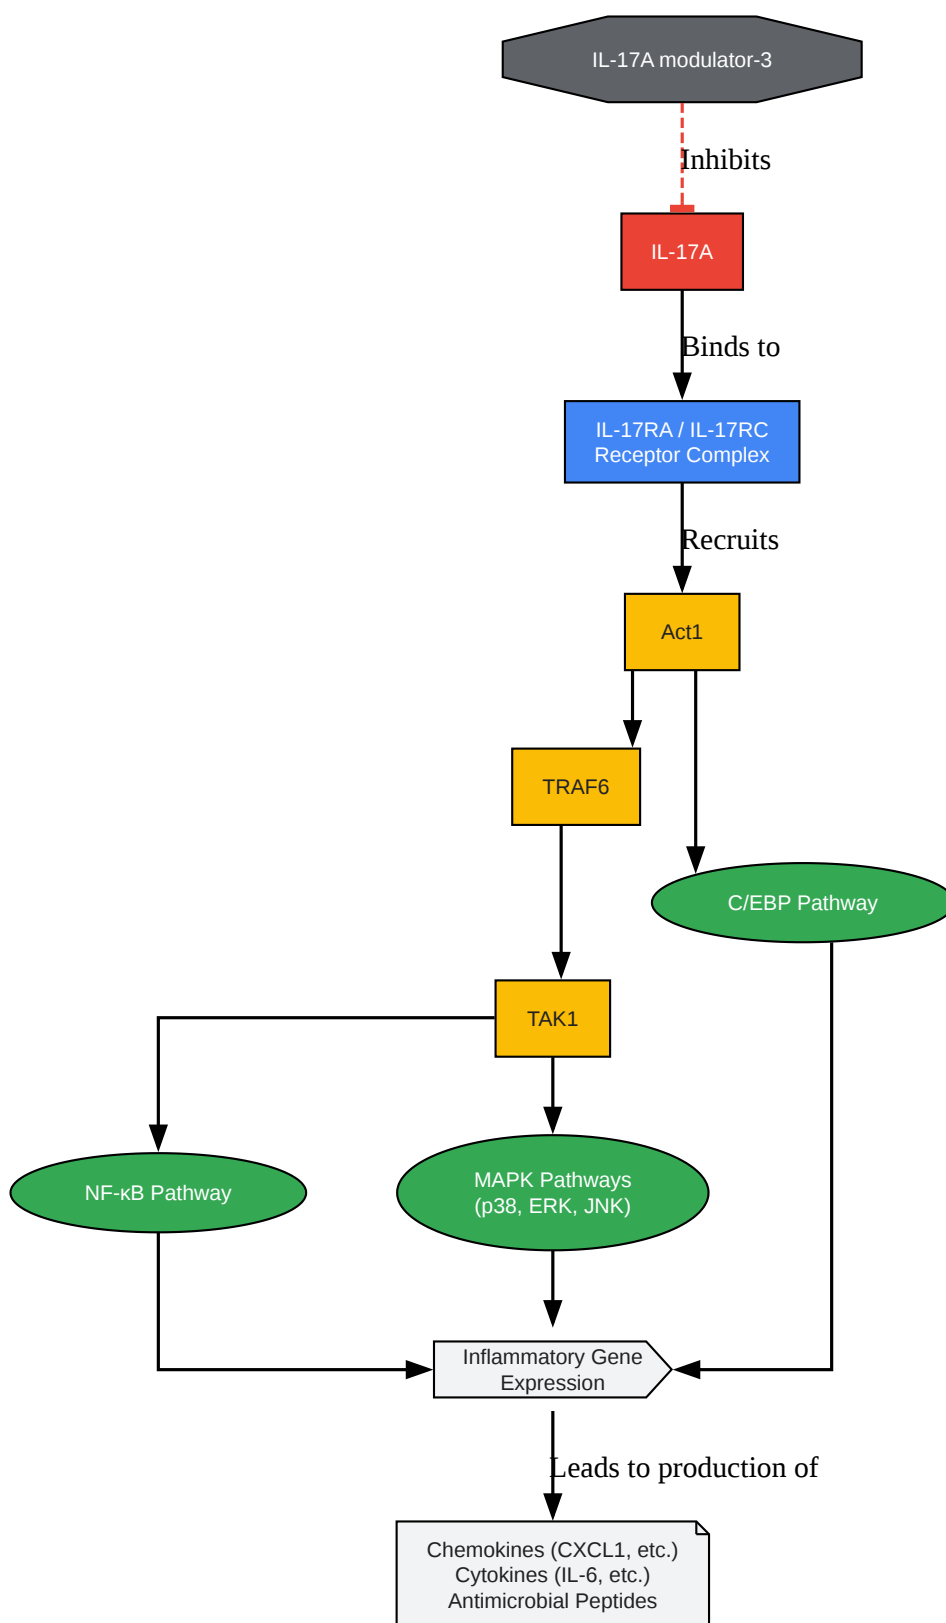 IL-17A modulator-3
Inhibits
IL-17A
Binds to
IL-17RA / IL-17RC
Receptor Complex
Recruits
Act1
TRAF6
C/EBP Pathway
TAK1
NF-κB Pathway
MAPK Pathways
(p38, ERK, JNK)
Inflammatory Gene
Expression
Leads to production of
Chemokines (CXCL1, etc.)
Cytokines (IL-6, etc.)
Antimicrobial Peptides